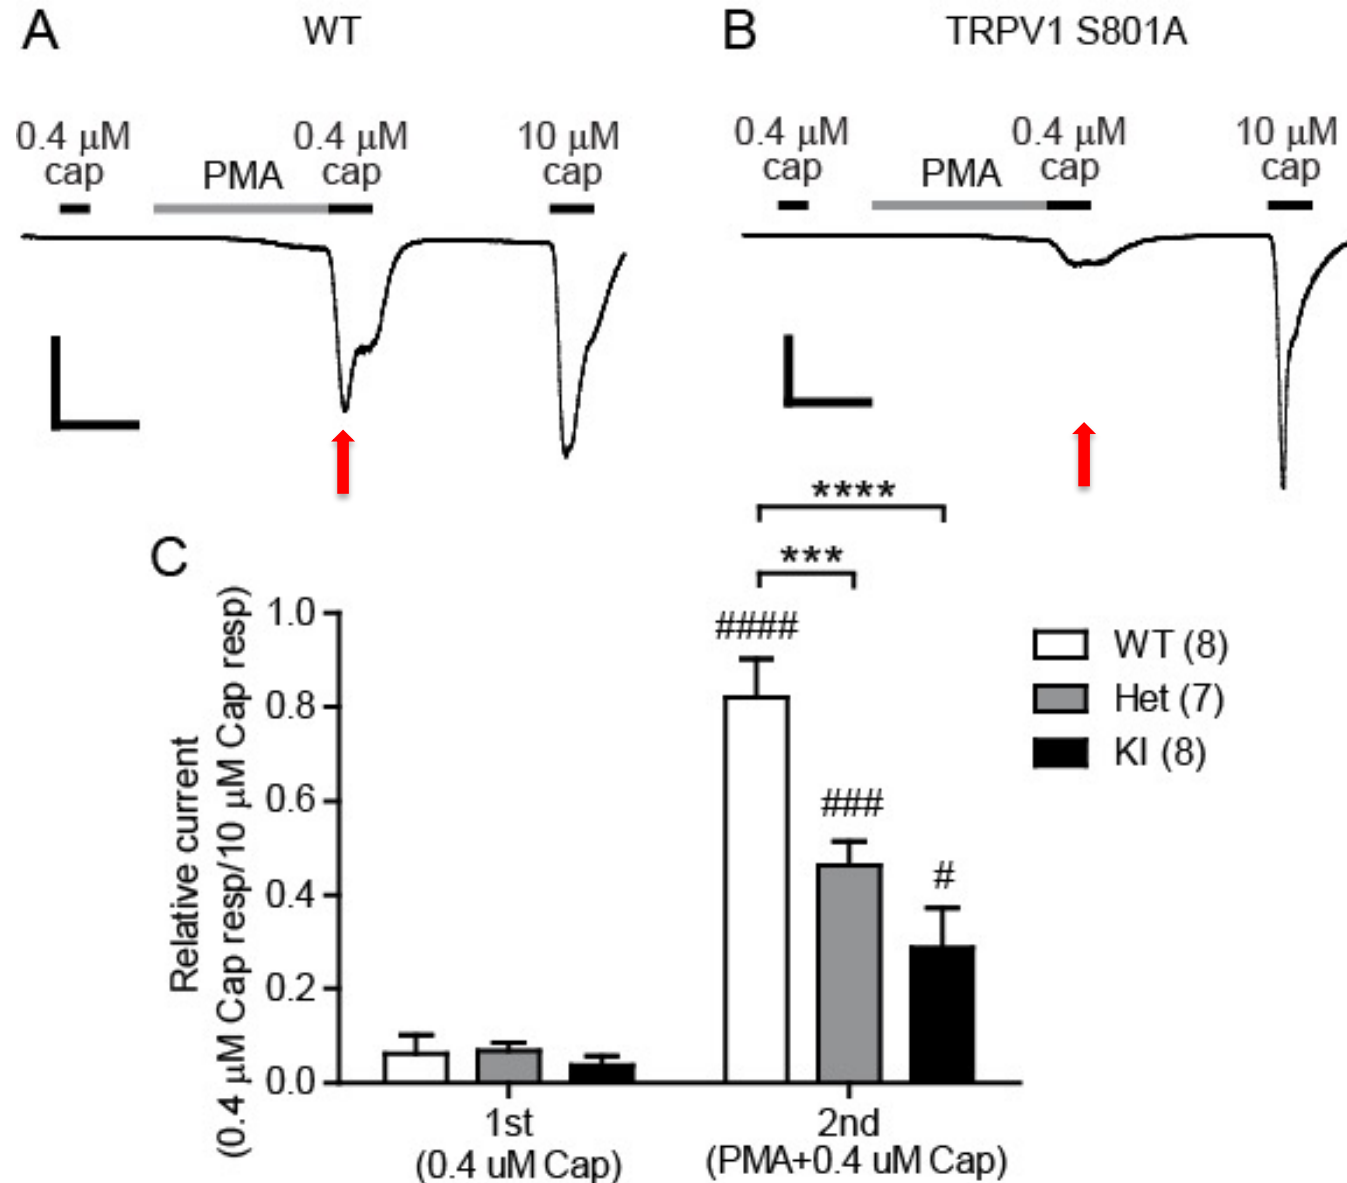 A
WT
0.4 μM
cap
PMA
0.4 μM
cap
10 μM
cap
B
TRPV1 S801A
0.4 μM
cap
PMA
0.4 μM
cap
10 μM
cap
C
Relative current
(0.4 μM Cap resp/10 μM Cap resp)
1.0
0.8
0.6
0.4
0.2
0.0
****
***
####
###
#
WT (8)
Het (7)
KI (8)
1st
(0.4 uM Cap)
2nd
(PMA+0.4 uM Cap)